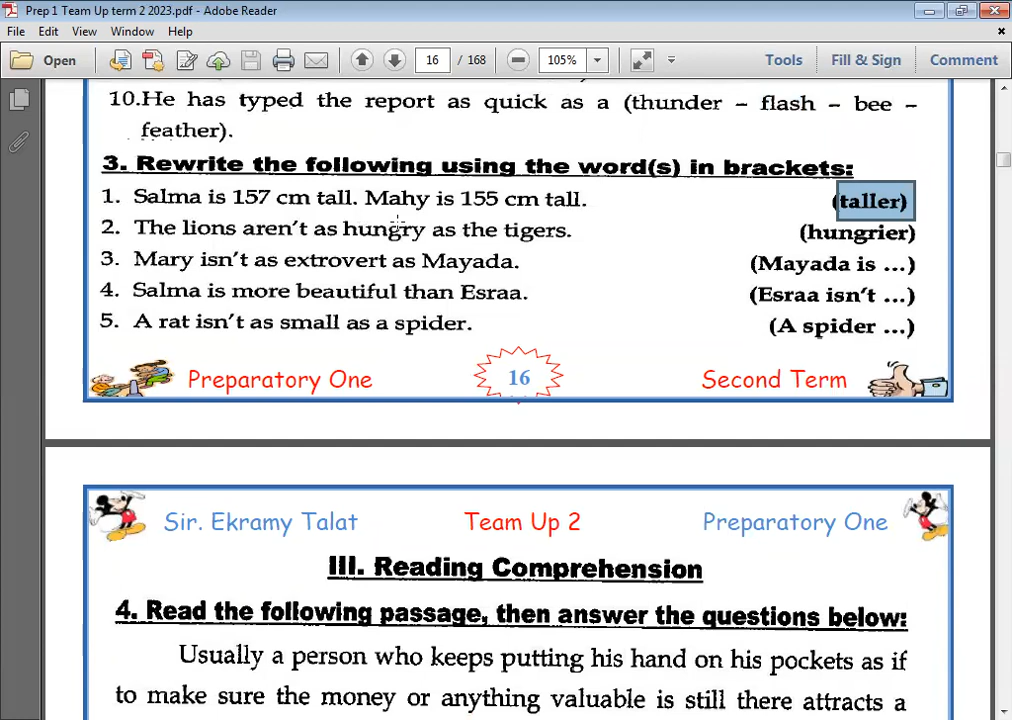 Prep 1 Team Up term 2 2023.pdf - Adobe Reader
File Edit View Window Help
Open 16 / 168 105% Tools Fill & Sign Comment
10.He has typed the report as quick as a (thunder – flash – bee –
feather).
3. Rewrite the following using the word(s) in brackets:
1. Salma is 157 cm tall. Mahy is 155 cm tall. (taller)
2. The lions aren't as hungry as the tigers. (hungrier)
3. Mary isn't as extrovert as Mayada. (Mayada is ...)
4. Salma is more beautiful than Esraa. (Esraa isn't ...)
5. A rat isn't as small as a spider. (A spider ...)
Preparatory One 16 Second Term
Sir. Ekramy Talat Team Up 2 Preparatory One
III. Reading Comprehension
4. Read the following passage, then answer the questions below:
Usually a person who keeps putting his hand on his pockets as if
to make sure the money or anything valuable is still there attracts a